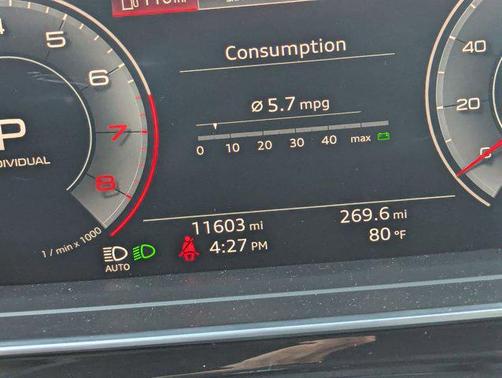 Consumption
Ø 5.7 mpg
0 10 20 30 40 max
5
6
7
8
P
1 / min x 1000
40
20
11603 mi
269.6 mi
AUTO
4:27 PM
80 °F